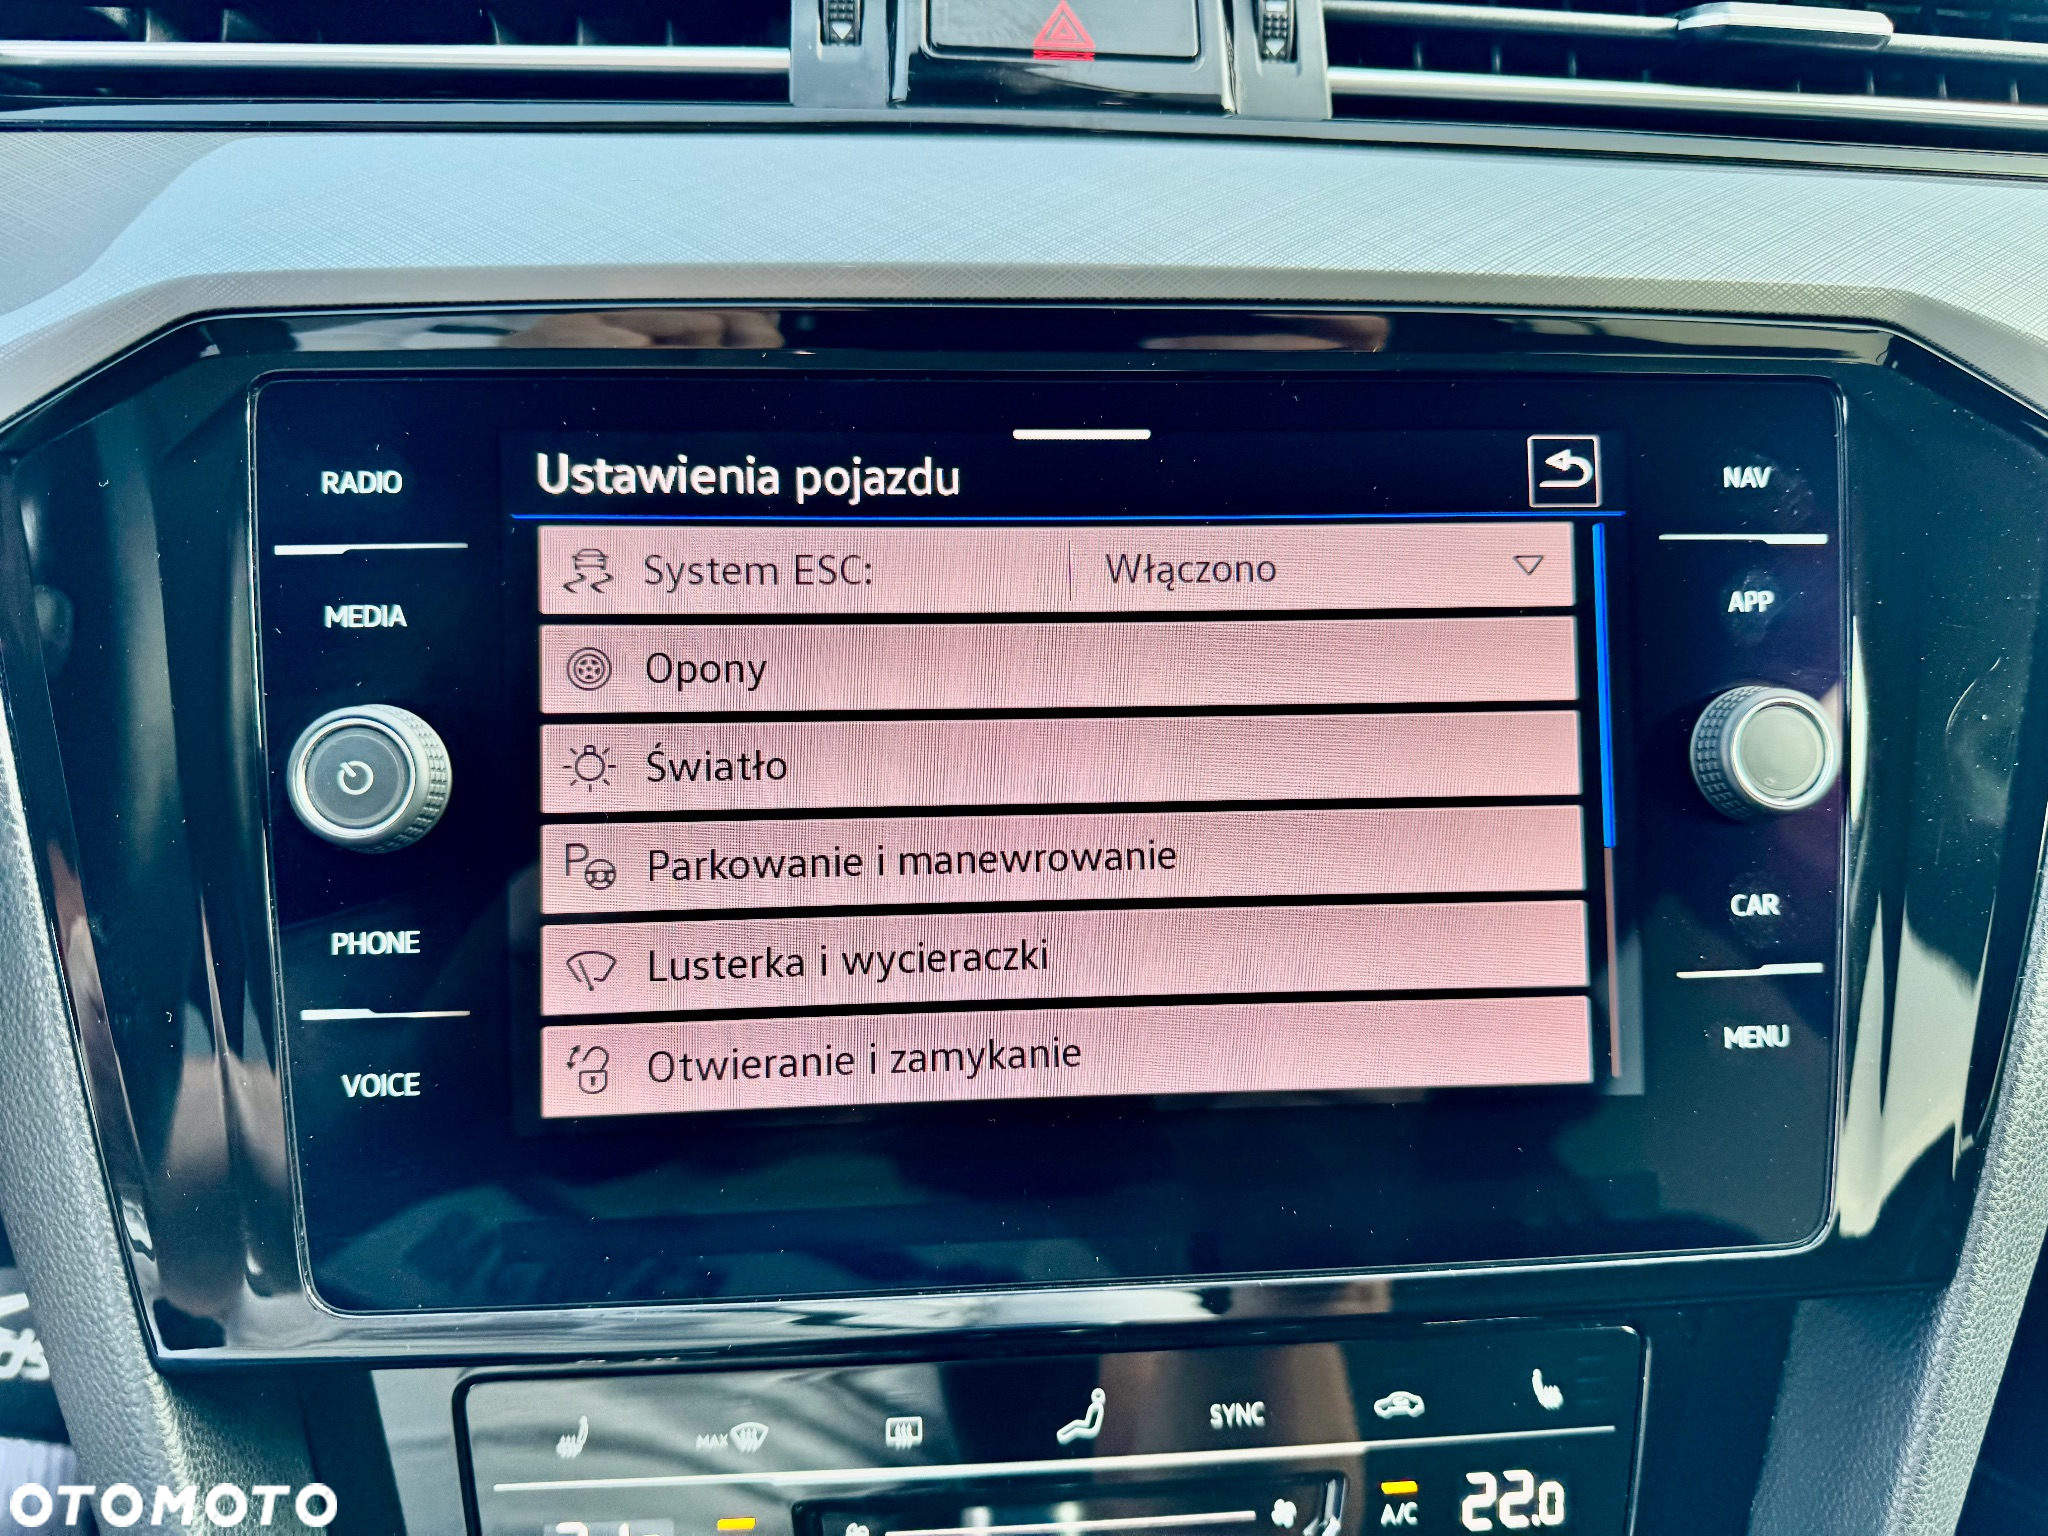 Ustawienia pojazdu
RADIO
MEDIA
PHONE
VOICE
System ESC: Włączono
Opony
Światło
Parkowanie i manewrowanie
Lusterka i wycieraczki
Otwieranie i zamykanie
NAV
APP
CAR
MENU
MAX
SYNC
A/C
22.0
OTOMOTO